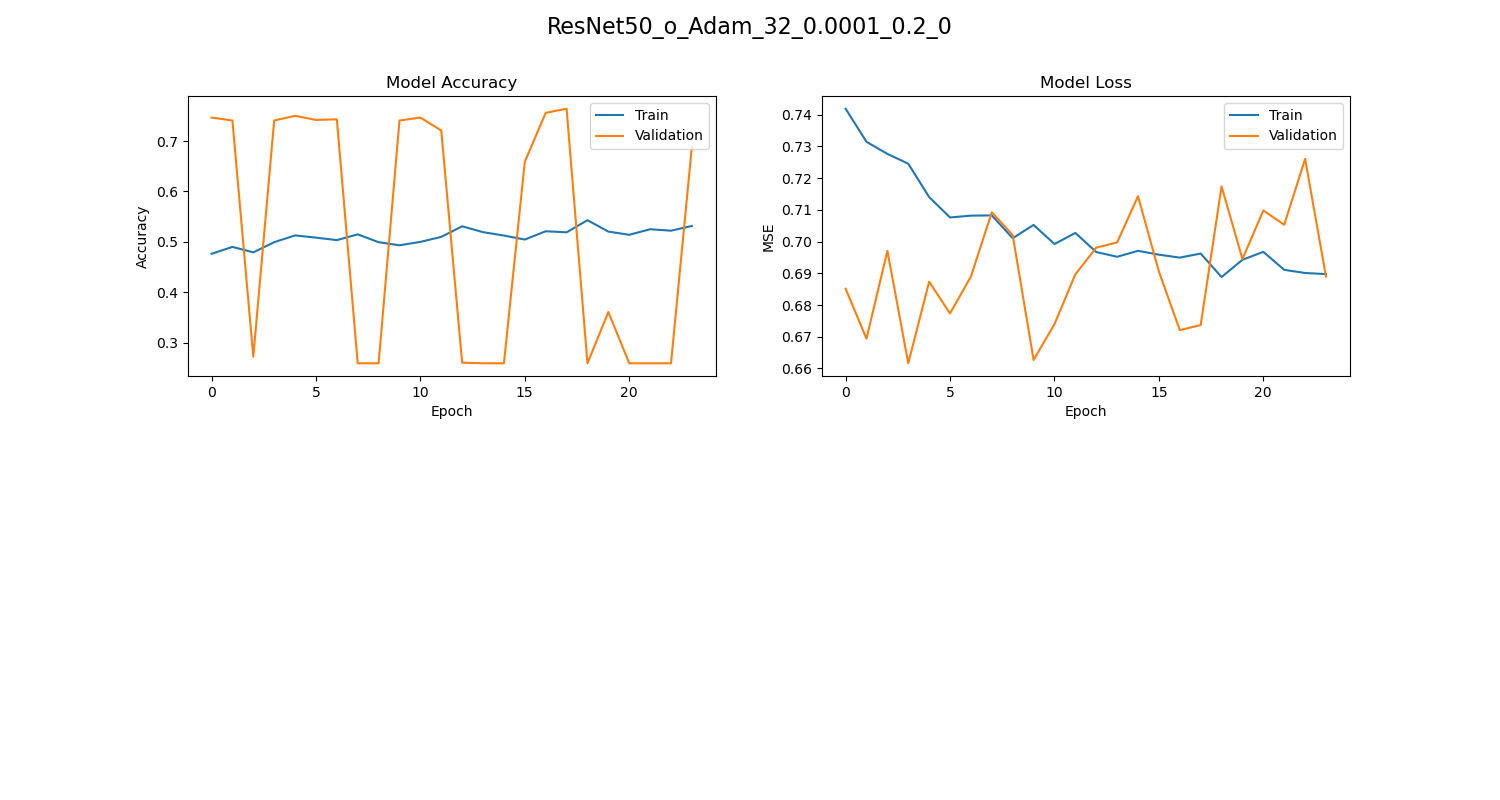 ResNet50_o_Adam_32_0.0001_0.2_0
Model Accuracy
Train
Validation
0.7
0.6
0.5
0.4
0.3
Accuracy
0 5 10 15 20
Epoch
Model Loss
Train
Validation
0.74
0.73
0.72
0.71
0.70
0.69
0.68
0.67
0.66
MSE
0 5 10 15 20
Epoch